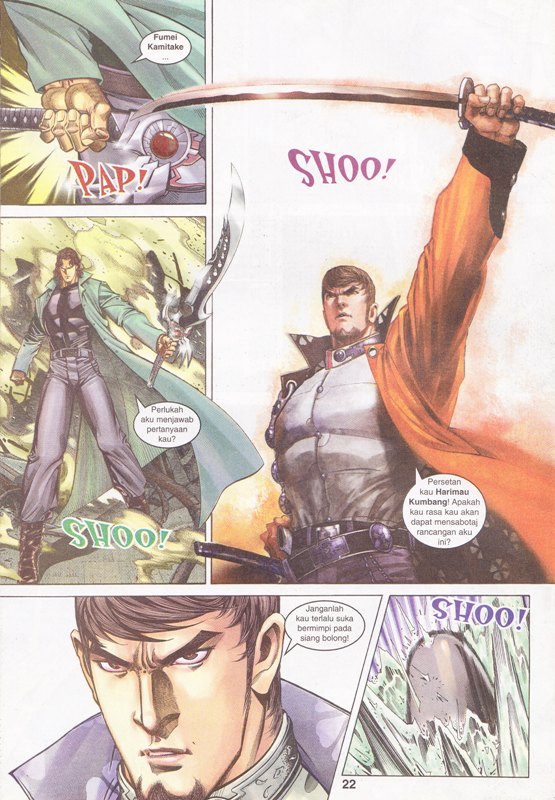 Fumei
Kamitake
...
PAP!
SHOO!
Perlukah
aku menjawab
pertanyaan
kau?
SHOO!
Persetan
kau Harimau
Kumbang! Apakah
kau rasa kau akan
dapat mensabotaj
rancangan aku
ini?
Janganlah
kau terlalu suka
bermimpi pada
siang bolong!
SHOO!
22